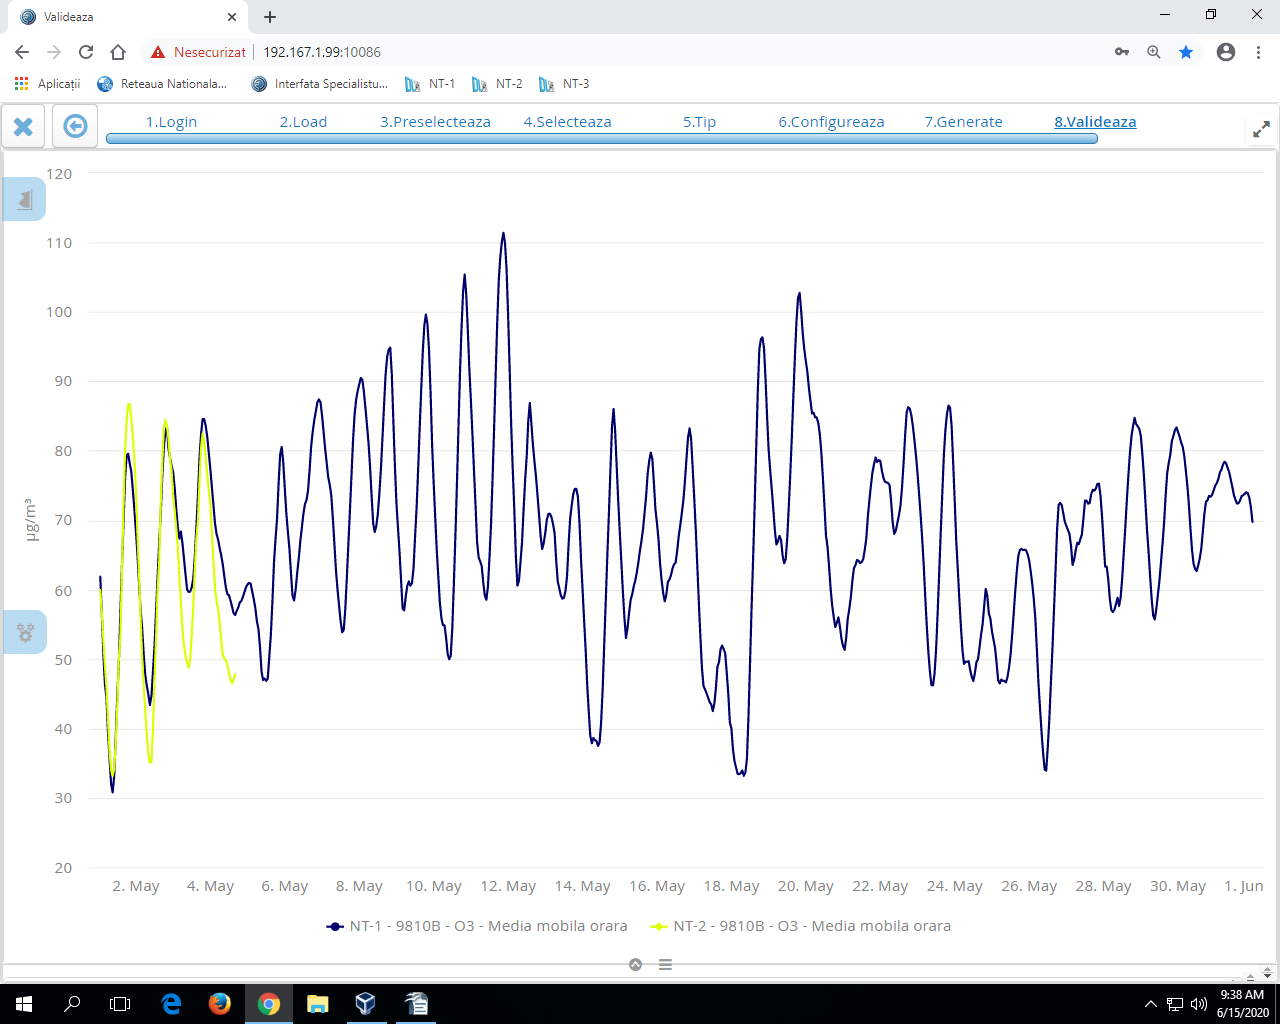 Valideaza
Nesecurizat 192.167.1.99:10086
Aplicații Reteaua Nationala... Interfata Specialistu... NT-1 NT-2 NT-3
1.Login 2.Load 3.Preselecteaza 4.Selecteaza 5.Tip 6.Configureaza 7.Generate 8.Valideaza
120
110
100
90
80
70
60
50
40
30
20
µg/m³
2. May 4. May 6. May 8. May 10. May 12. May 14. May 16. May 18. May 20. May 22. May 24. May 26. May 28. May 30. May 1. Jun
NT-1 - 9810B - O3 - Media mobila orara NT-2 - 9810B - O3 - Media mobila orara
9:38 AM
6/15/2020